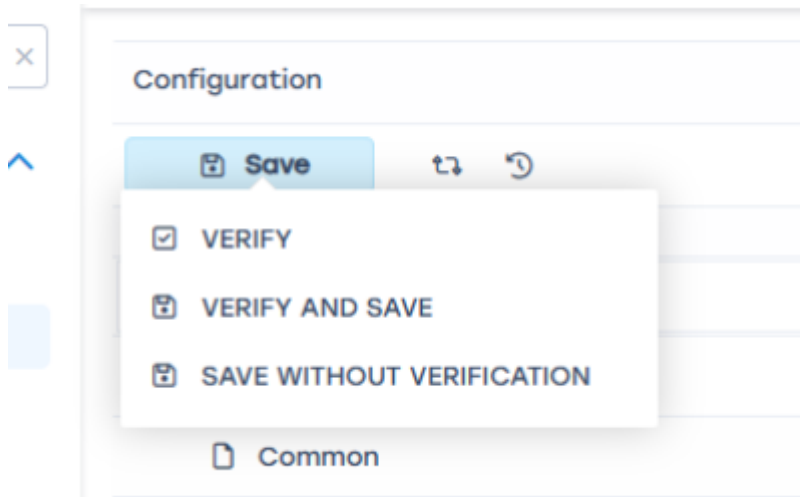 Configuration
Save
VERIFY
VERIFY AND SAVE
SAVE WITHOUT VERIFICATION
Common